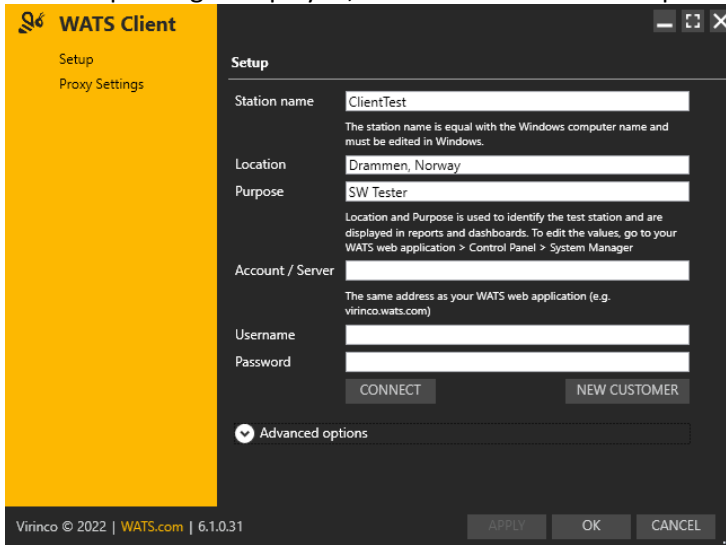 WATS Client
Setup
Proxy Settings
Setup
Station name
ClientTest
The station name is equal with the Windows computer name and
must be edited in Windows.
Location
Drammen, Norway
Purpose
SW Tester
Location and Purpose is used to identify the test station and are
displayed in reports and dashboards. To edit the values, go to your
WATS web application > Control Panel > System Manager
Account / Server
The same address as your WATS web application (e.g.
virinco.wats.com)
Username
Password
CONNECT NEW CUSTOMER
Advanced options
Virinco © 2022 | WATS.com | 6.1.0.31
APPLY OK CANCEL